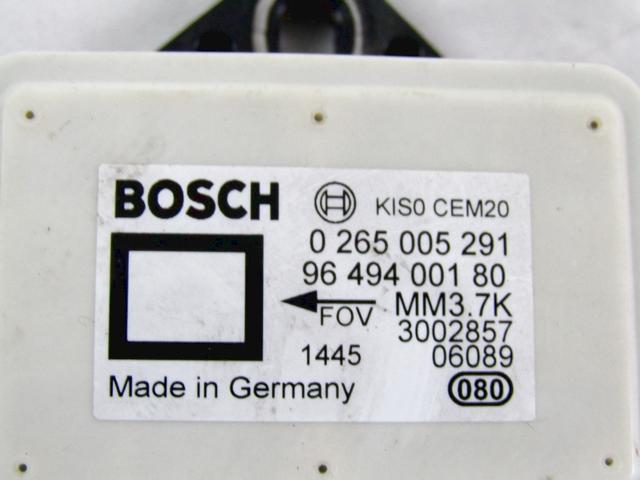 BOSCH KIS0 CEM20
0 265 005 291
96 494 001 80
FOV MM3.7K
3002857
1445 06089
Made in Germany 080